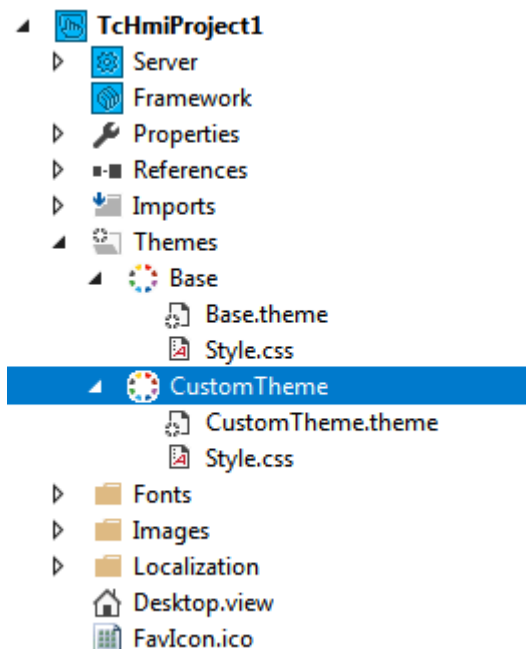 TcHmiProject1
Server
Framework
Properties
References
Imports
Themes
Base
Base.theme
Style.css
CustomTheme
CustomTheme.theme
Style.css
Fonts
Images
Localization
Desktop.view
FavIcon.ico